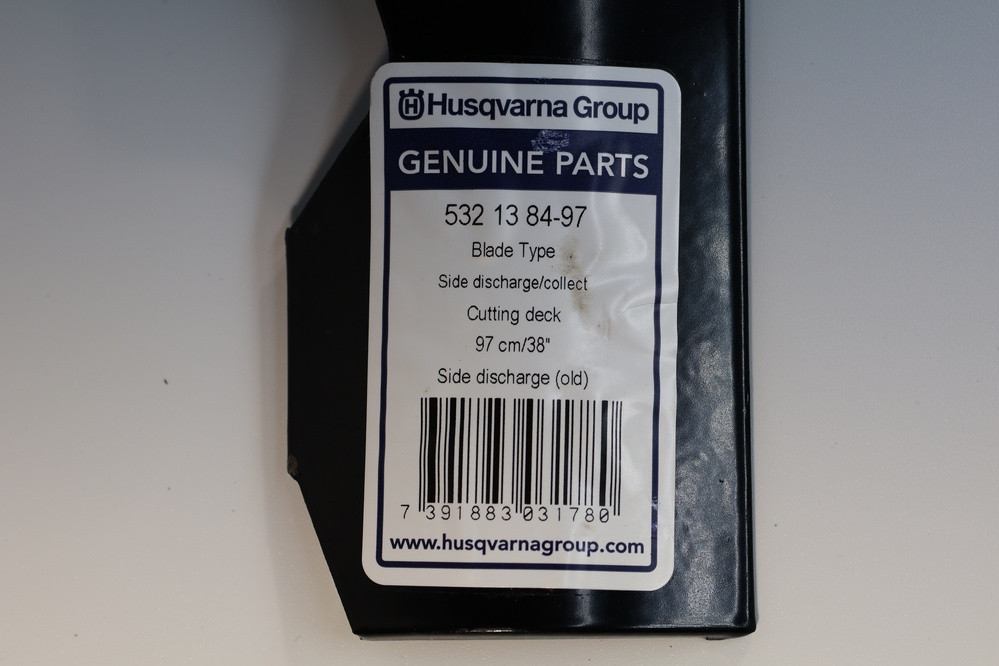 Husqvarna Group
GENUINE PARTS
532 13 84-97
Blade Type
Side discharge/collect
Cutting deck
97 cm/38"
Side discharge (old)
7 391883 031780
www.husqvarnagroup.com